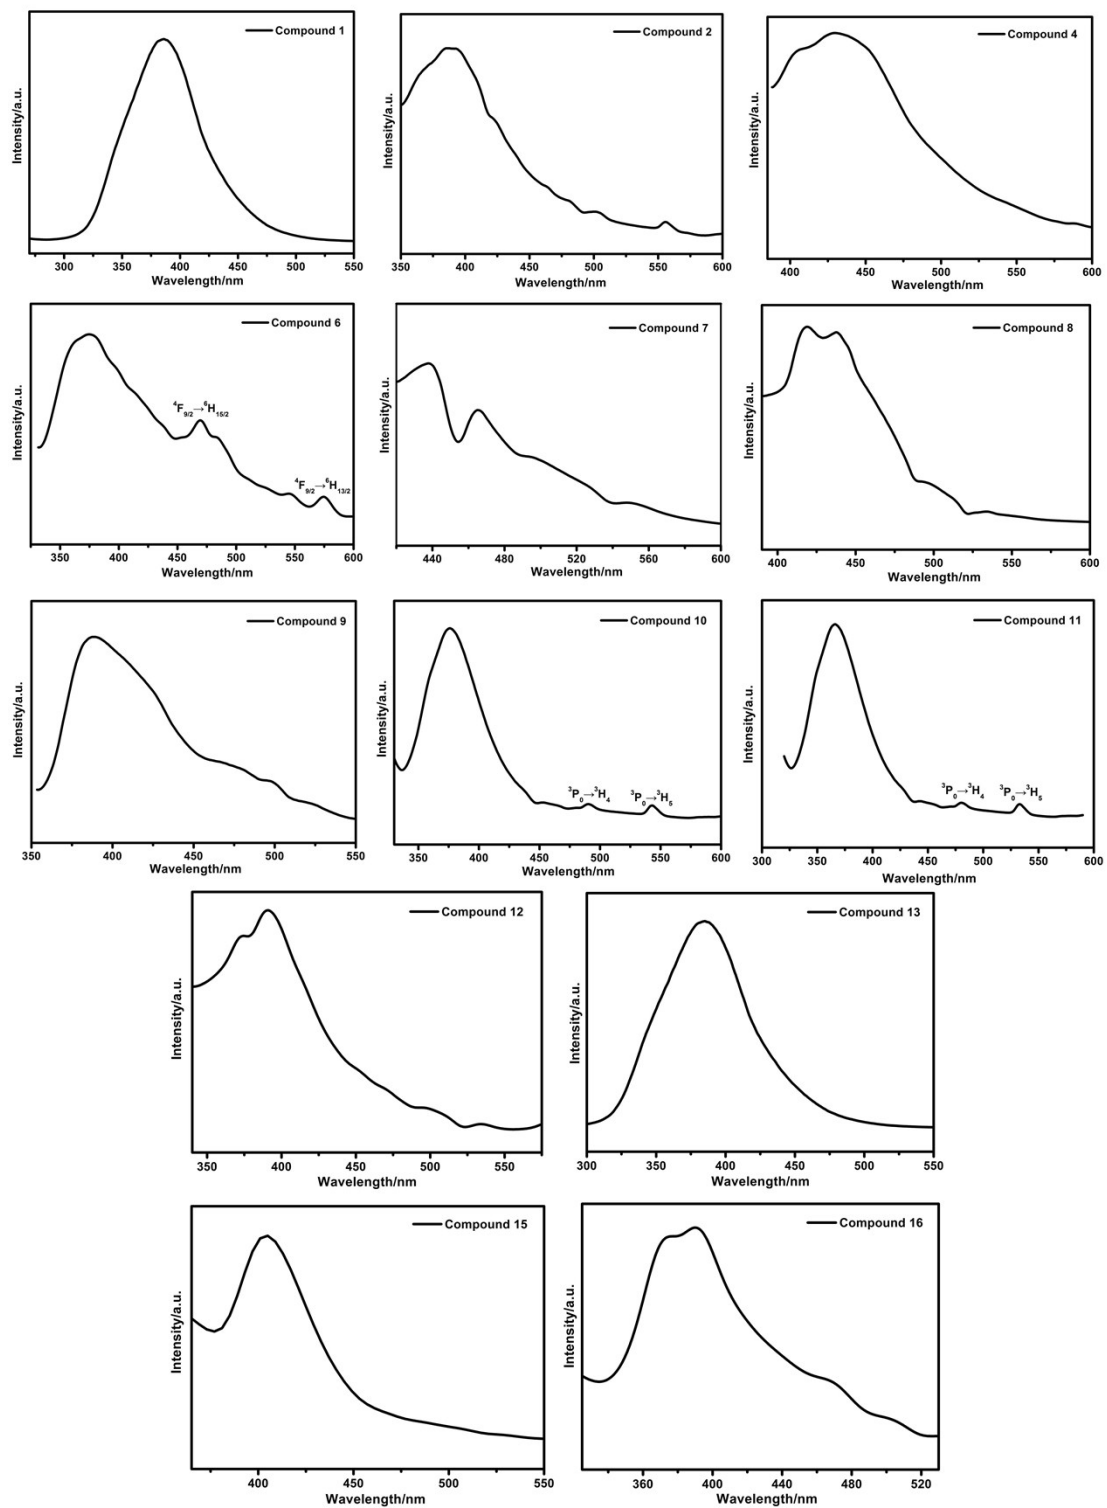 Compound 1
Intensity/a.u.
300 350 400 450 500 550
Wavelength/nm
Compound 2
Intensity/a.u.
350 400 450 500 550 600
Wavelength/nm
Compound 4
Intensity/a.u.
400 450 500 550 600
Wavelength/nm
Compound 6
Intensity/a.u.
⁴F₉/₂→⁶H₁₅/₂
⁴F₉/₂→⁶H₁₃/₂
350 400 450 500 550 600
Wavelength/nm
Compound 7
Intensity/a.u.
440 480 520 560 600
Wavelength/nm
Compound 8
Intensity/a.u.
400 450 500 550 600
Wavelength/nm
Compound 9
Intensity/a.u.
350 400 450 500 550
Wavelength/nm
Compound 10
Intensity/a.u.
³P₀→³H₄ ³P₀→³H₅
350 400 450 500 550 600
Wavelength/nm
Compound 11
Intensity/a.u.
³P₀→³H₄ ³P₀→³H₅
300 350 400 450 500 550 600
Wavelength/nm
Compound 12
Intensity/a.u.
350 400 450 500 550
Wavelength/nm
Compound 13
Intensity/a.u.
300 350 400 450 500 550
Wavelength/nm
Compound 15
Intensity/a.u.
400 450 500 550
Wavelength/nm
Compound 16
Intensity/a.u.
360 400 440 480 520
Wavelength/nm